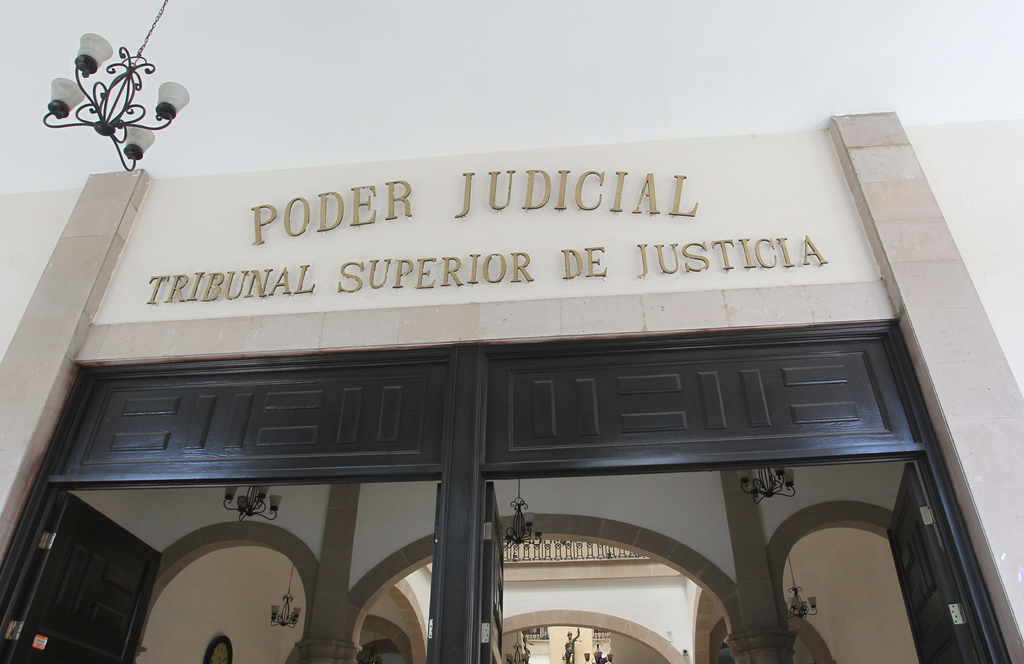 PODER JUDICIAL
TRIBUNAL SUPERIOR DE JUSTICIA